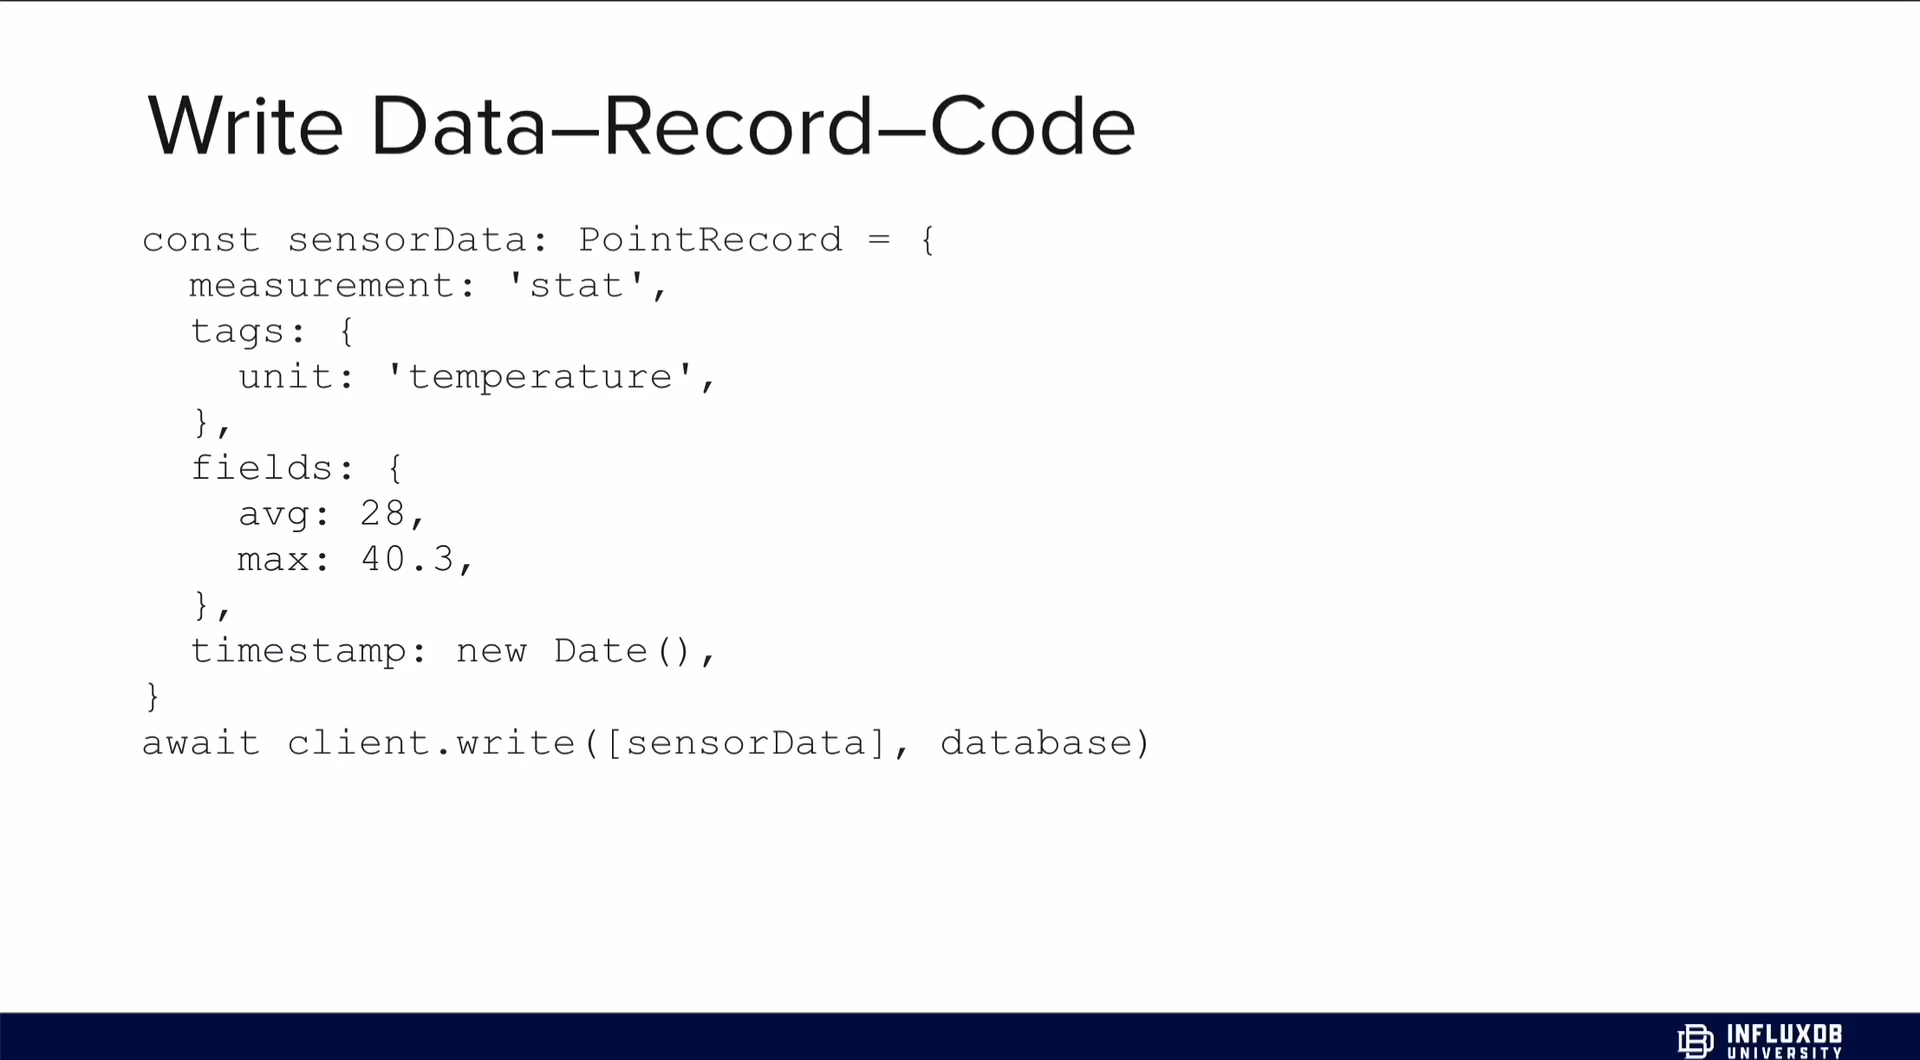 Write Data—Record—Code
const sensorData: PointRecord = {
  measurement: 'stat',
  tags: {
    unit: 'temperature',
  },
  fields: {
    avg: 28,
    max: 40.3,
  },
  timestamp: new Date(),
}
await client.write([sensorData], database)
INFLUXDB
UNIVERSITY